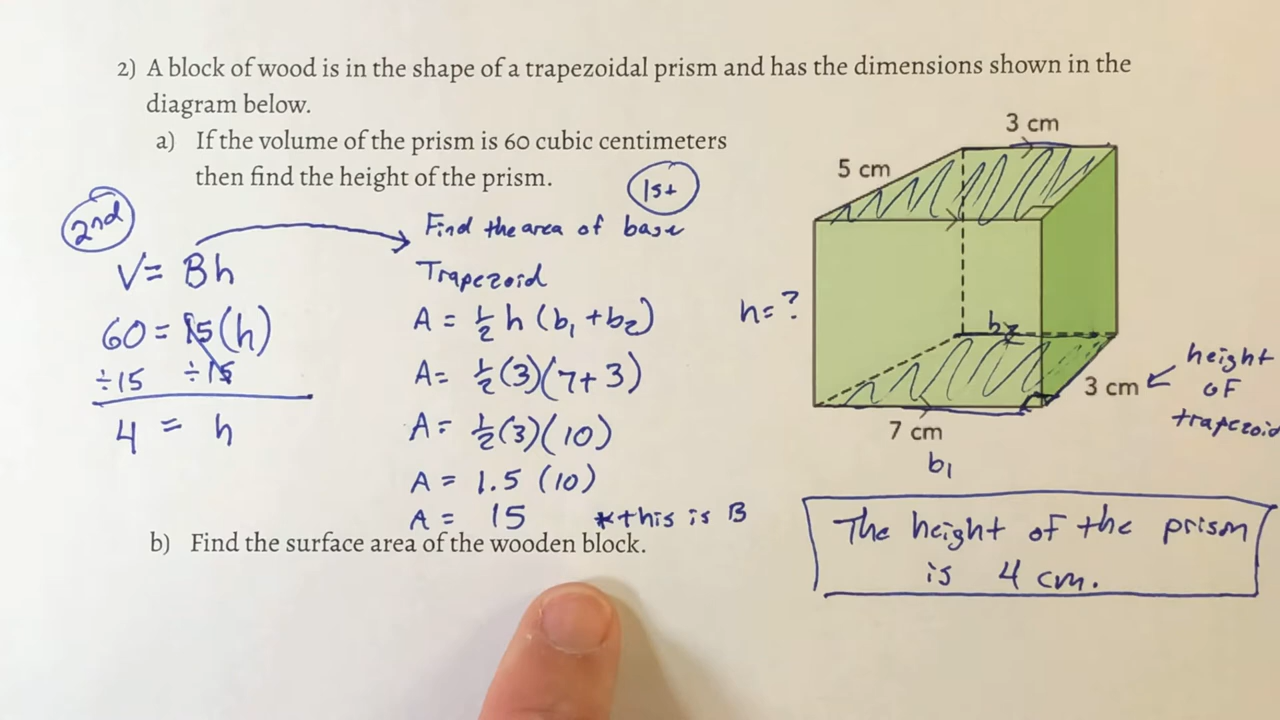 2) A block of wood is in the shape of a trapezoidal prism and has the dimensions shown in the
diagram below.
a) If the volume of the prism is 60 cubic centimeters
then find the height of the prism.
1st
2nd
Find the area of base
V = Bh
Trapezoid
60 = 15(h)
÷15 ÷15
4 = h
A = 1/2 h (b₁ + b₂)
A = 1/2 (3)(7+3)
A = 1/2 (3)(10)
A = 1.5 (10)
A = 15 *this is B
3 cm
5 cm
h = ?
b₂
3 cm
height
of
trapezoid
7 cm
b₁
The height of the prism
is 4 cm.
b) Find the surface area of the wooden block.